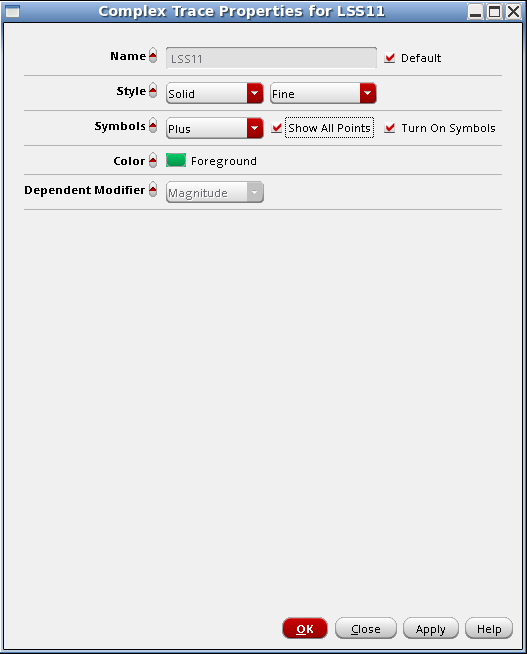 Complex Trace Properties for LSS11
Name LSS11 Default
Style Solid Fine
Symbols Plus Show All Points Turn On Symbols
Color Foreground
Dependent Modifier Magnitude
OK Close Apply Help